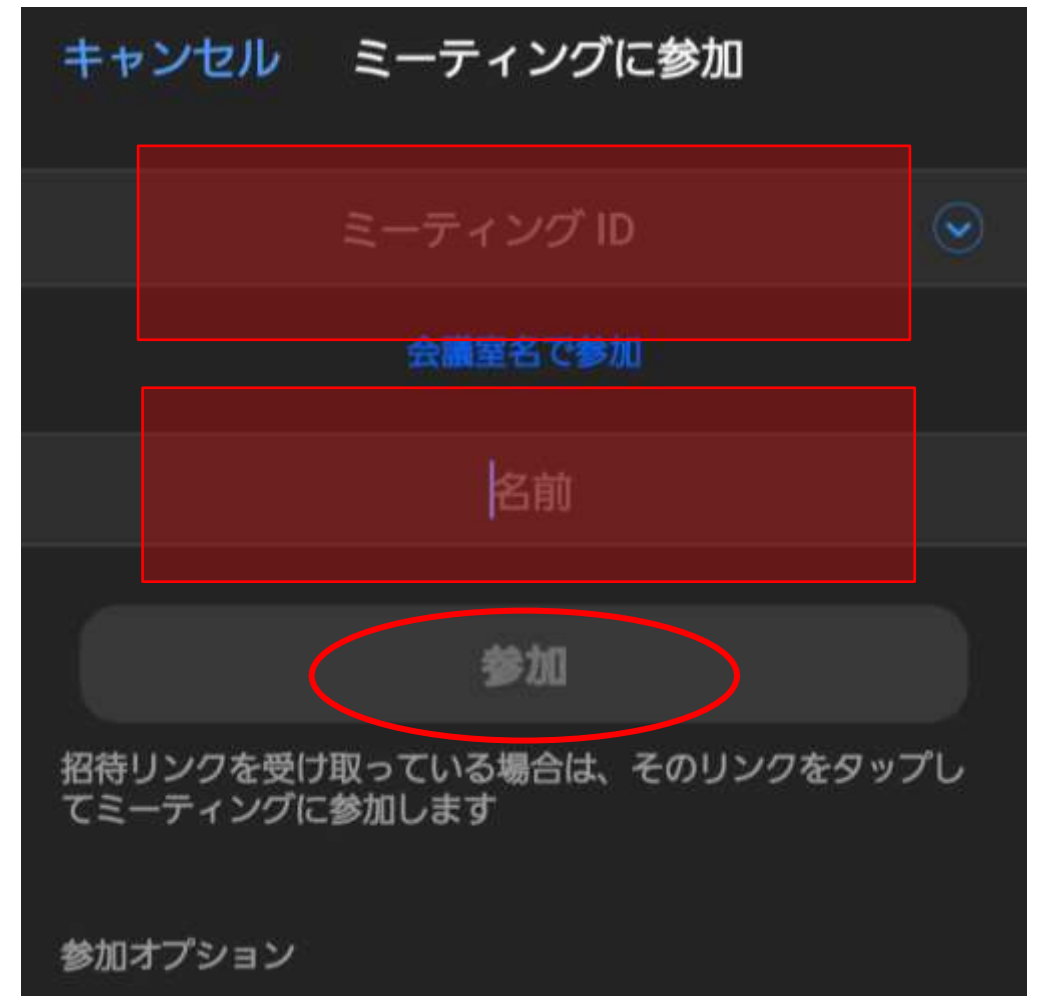 キャンセル ミーティングに参加
ミーティング ID
会議室名で参加
名前
参加
招待リンクを受け取っている場合は、そのリンクをタップし
てミーティングに参加します
参加オプション